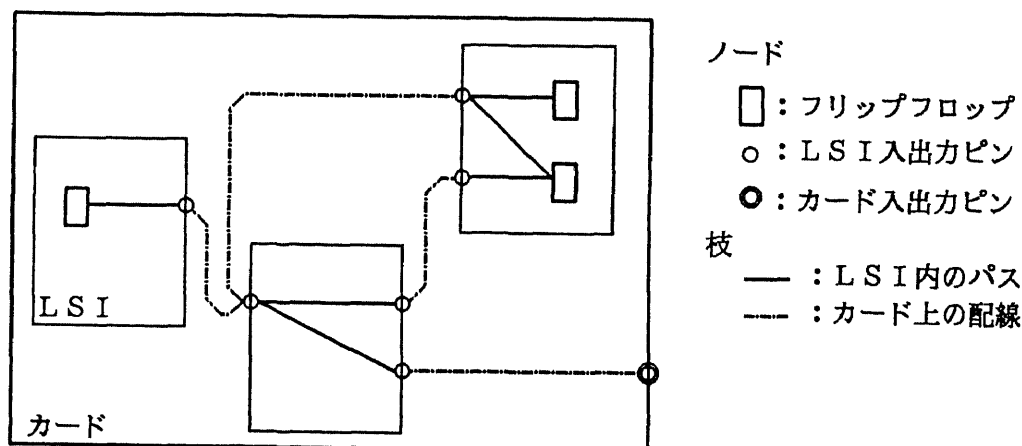 ノード
：フリップフロップ
：ＬＳＩ入出力ピン
：カード入出力ピン
枝
：ＬＳＩ内のパス
：カード上の配線
ＬＳＩ
カード